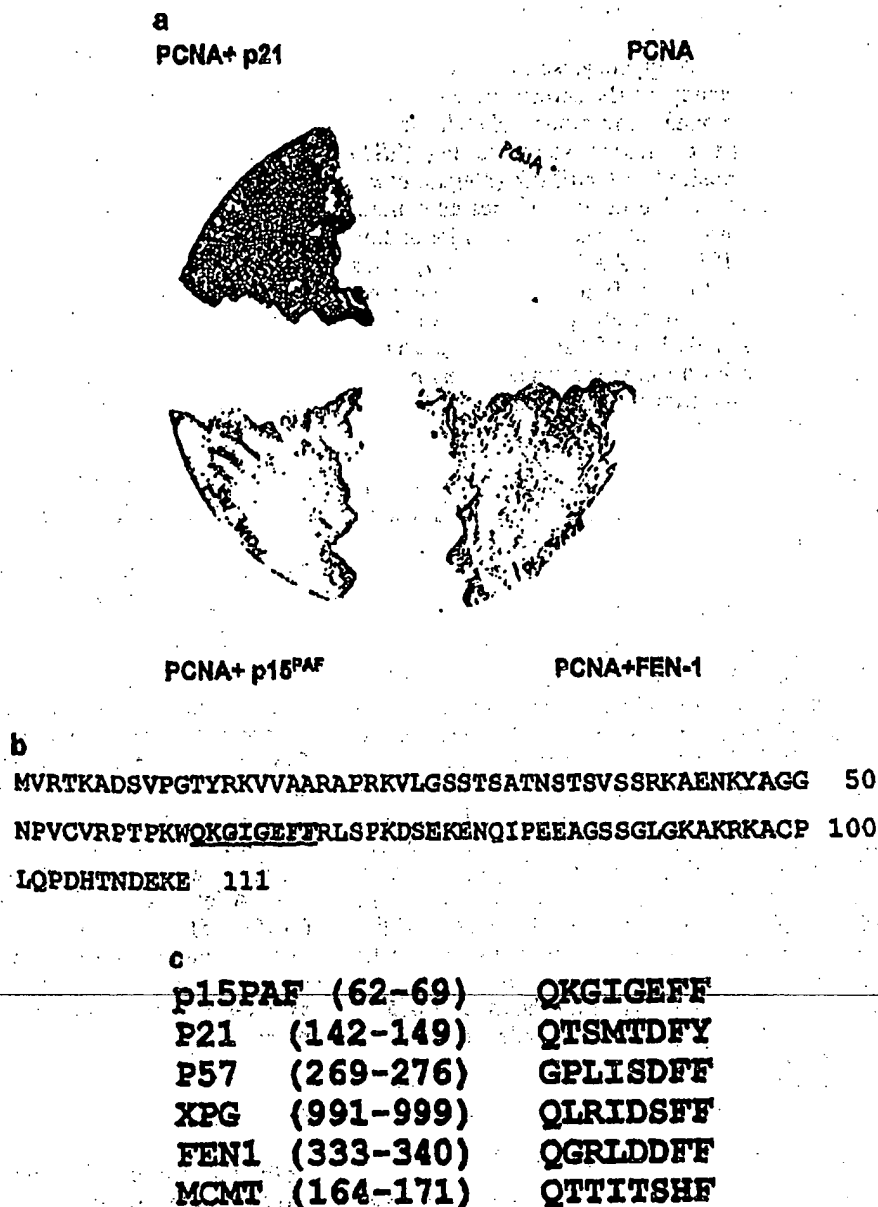 a
PCNA+ p21 PCNA
PCNA
PCNA+ p15PAF PCNA+FEN-1
b
MVRTKADSVPGTYRKVVAARAPRKVLGSSTSATNSTSVSSRKAENKYAGG 50
NPVCVRPTPKWQKGIGEFFRLSPKDSEKENQIPEEAGSSGLGKAKRKACP 100
LQPDHTNDEKE 111
c
p15PAF (62-69) QKGIGEFF
P21 (142-149) QTSMTDFY
P57 (269-276) GPLISDFF
XPG (991-999) QLRIDSFF
FEN1 (333-340) QGRLDDFF
MCMT (164-171) QTTITSHF